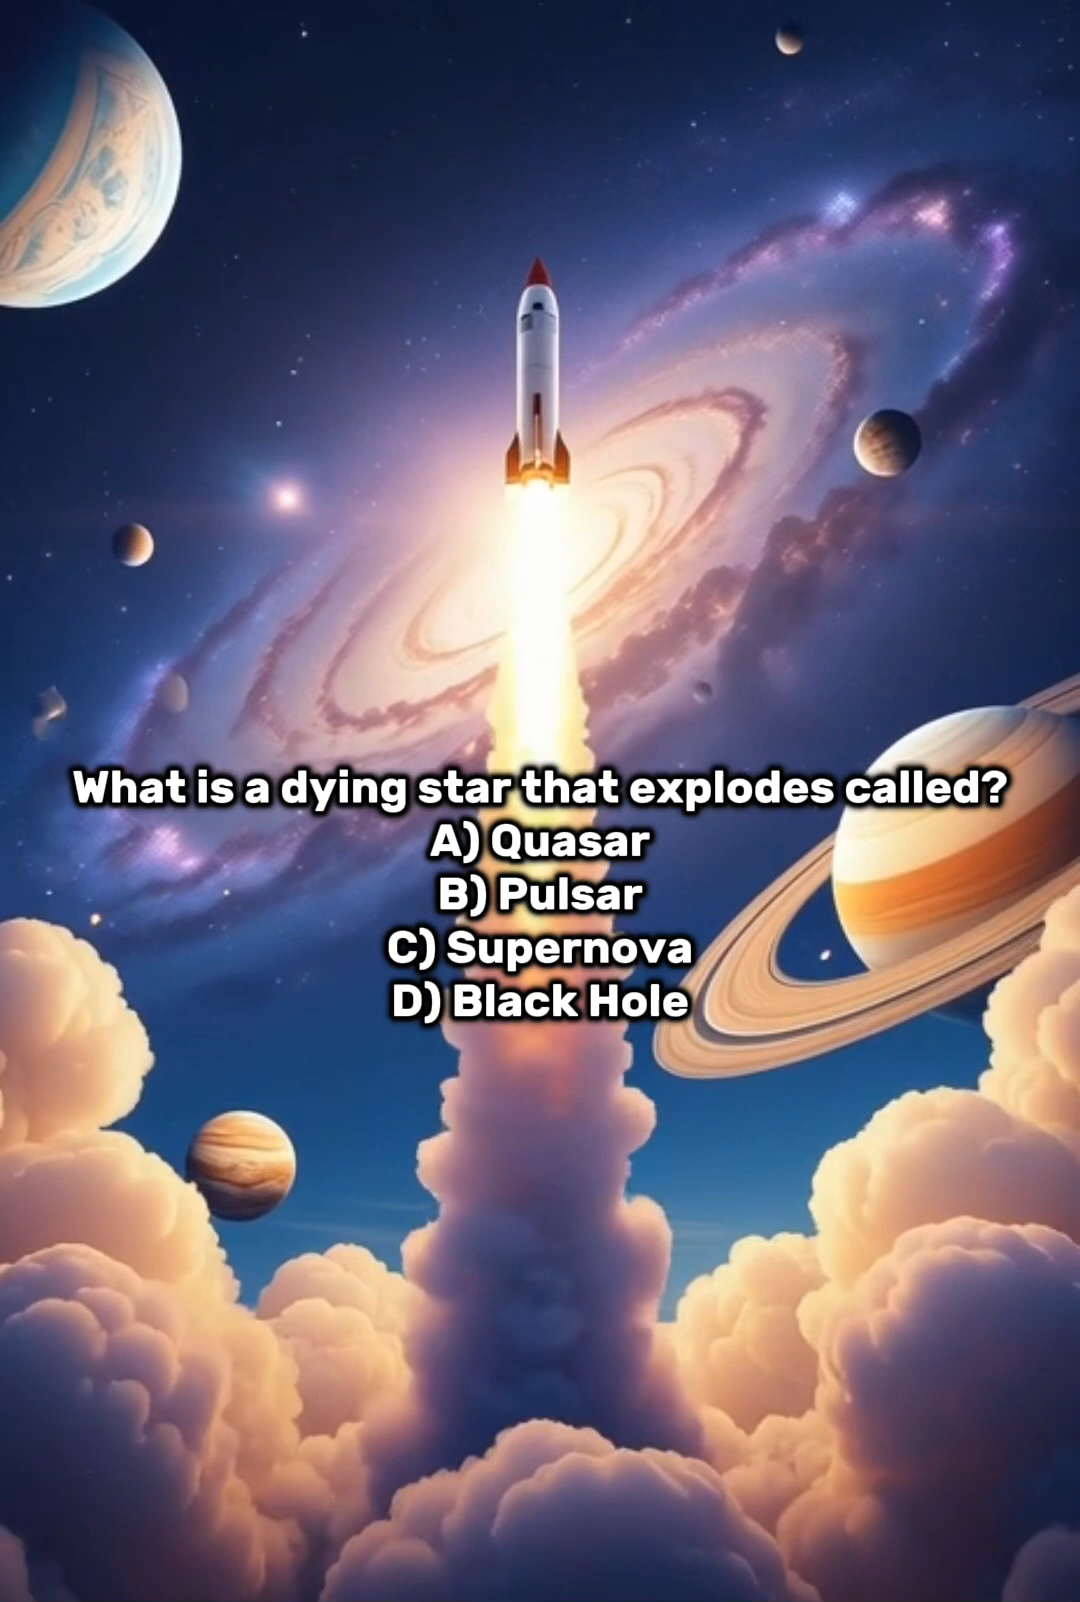 What is a dying star that explodes called?
A) Quasar
B) Pulsar
C) Supernova
D) Black Hole